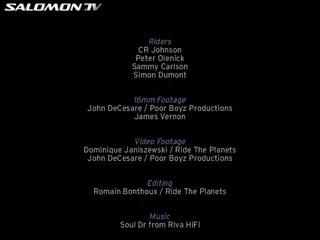 SALOMON TV
Riders
CR Johnson
Peter Olenick
Sammy Carlson
Simon Dumont
16mm Footage
John DeCesare / Poor Boyz Productions
James Vernon
Video Footage
Dominique Janiszewski / Ride The Planets
John DeCesare / Poor Boyz Productions
Editing
Romain Bonthoux / Ride The Planets
Music
Soul Dr from Riva HiFi